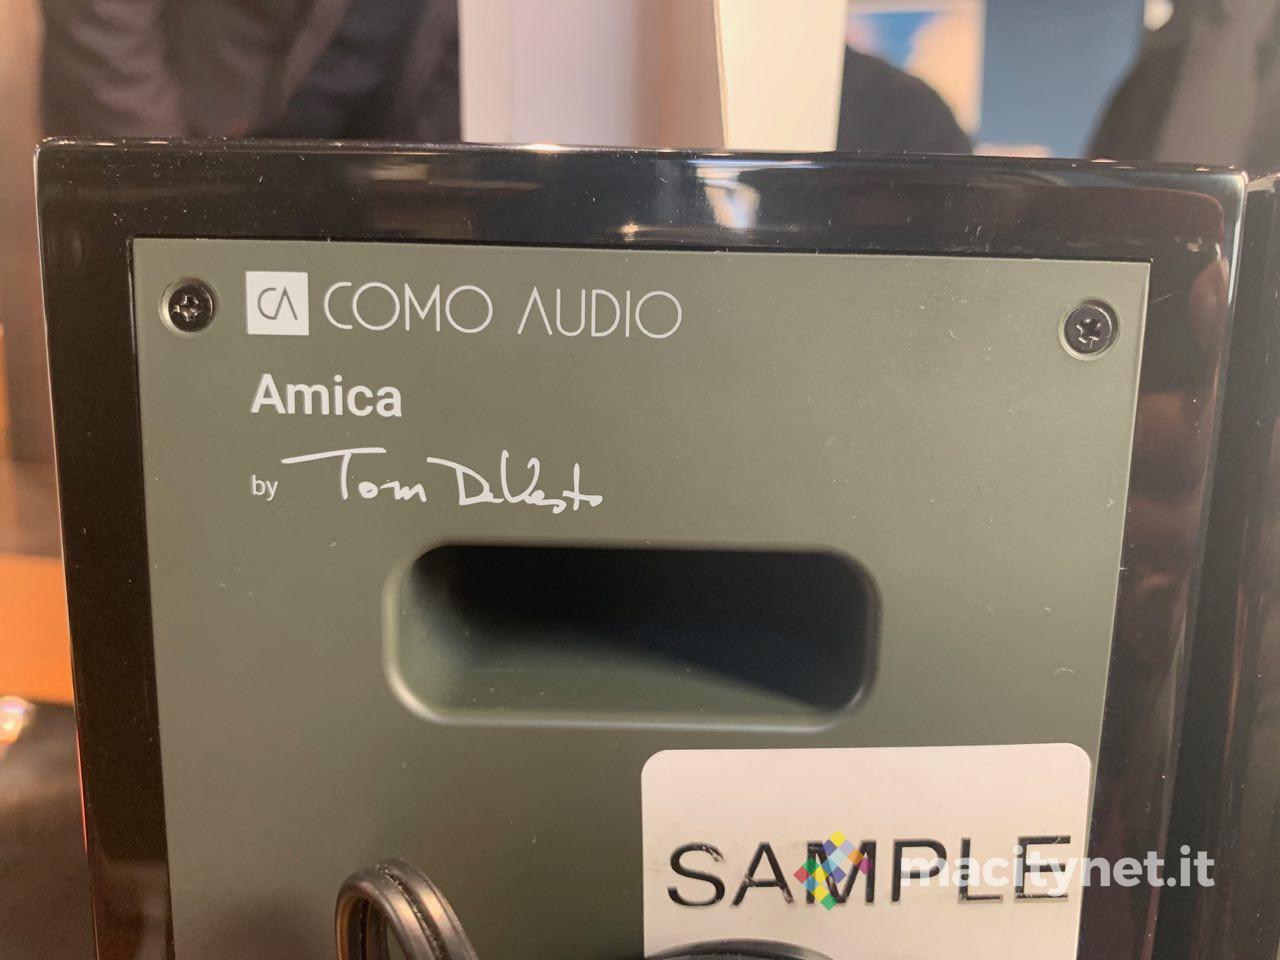 CA COMO AUDIO
Amica
by Tom DeVesto
SAMPLE
macitynet.it